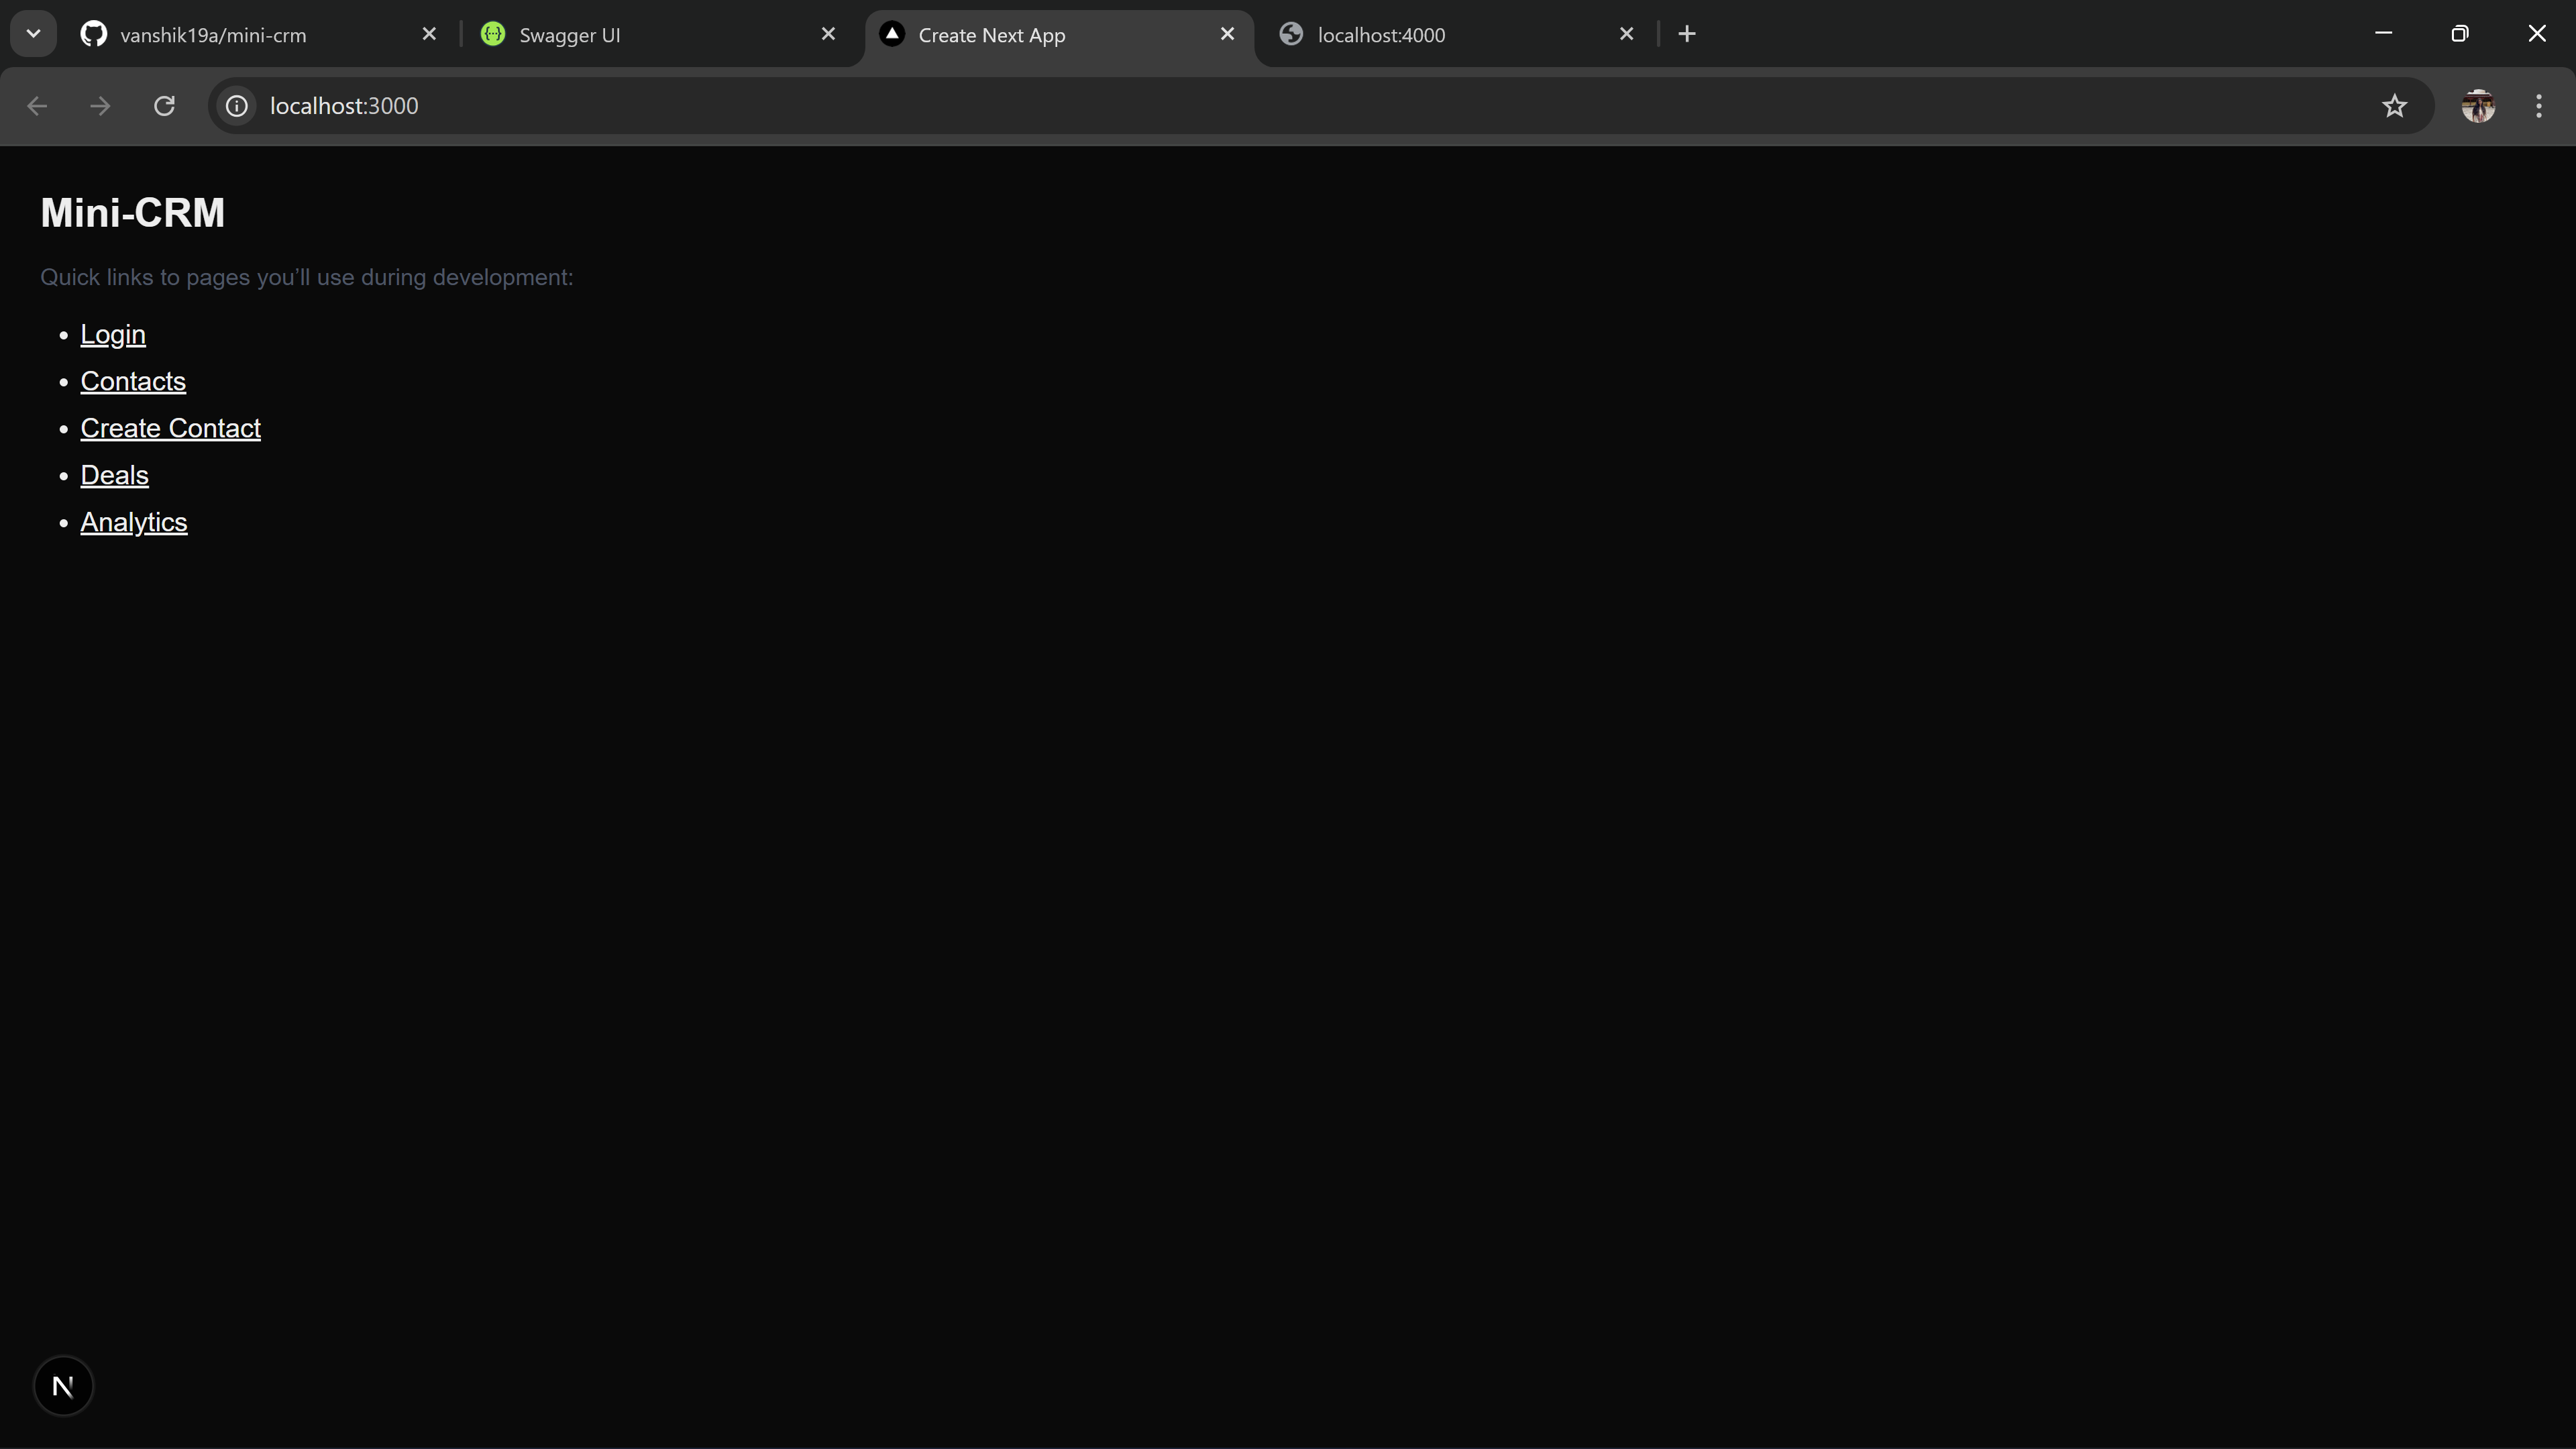 vanshik19a/mini-crm
Swagger UI
Create Next App
localhost:4000
localhost:3000
Mini-CRM
Quick links to pages you’ll use during development:
Login
Contacts
Create Contact
Deals
Analytics
N